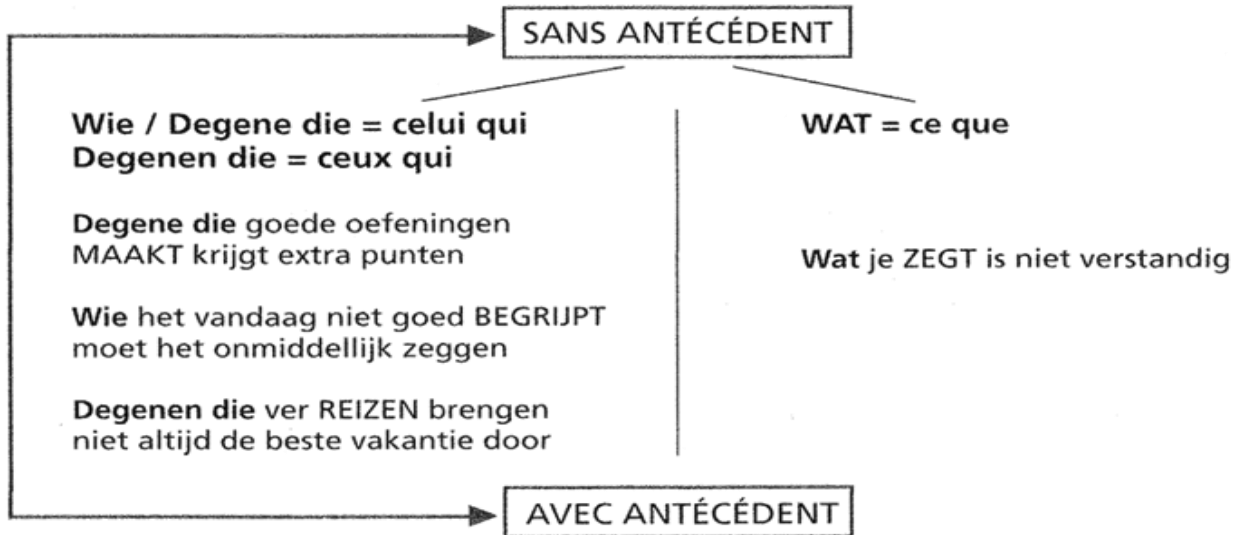 SANS ANTÉCÉDENT
Wie / Degene die = celui qui
Degenen die = ceux qui
Degene die goede oefeningen
MAAKT krijgt extra punten
Wie het vandaag niet goed BEGRIJPT
moet het onmiddellijk zeggen
Degenen die ver REIZEN brengen
niet altijd de beste vakantie door
WAT = ce que
Wat je ZEGT is niet verstandig
AVEC ANTÉCÉDENT